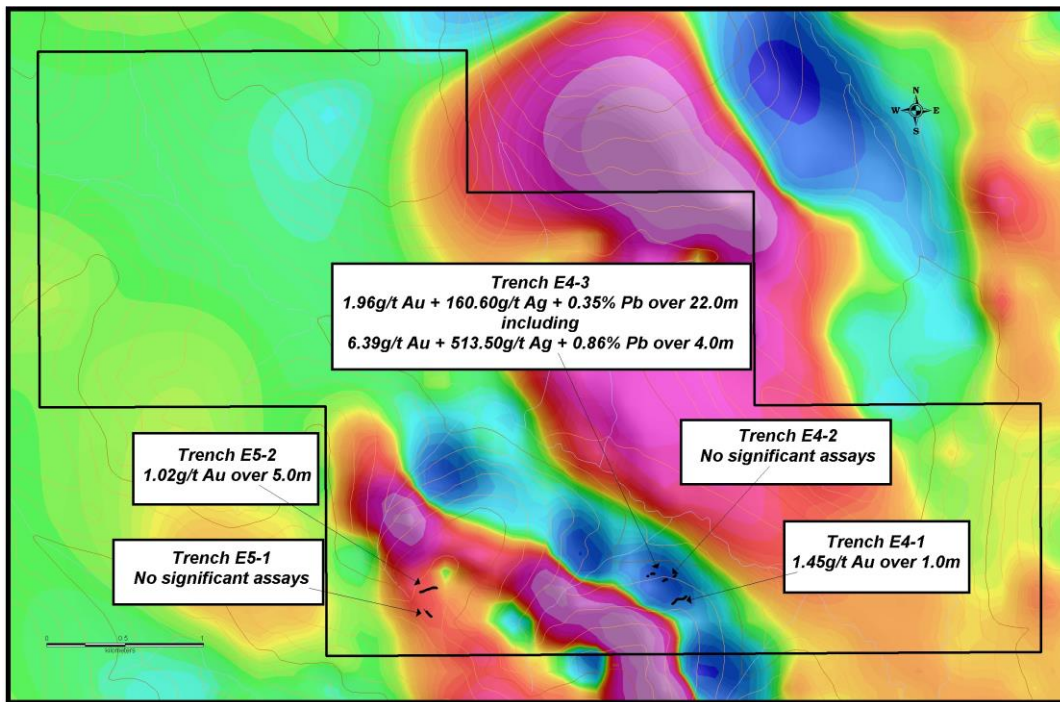 N
W E
S
Trench E4-3
1.96g/t Au + 160.60g/t Ag + 0.35% Pb over 22.0m
including
6.39g/t Au + 513.50g/t Ag + 0.86% Pb over 4.0m
Trench E4-2
No significant assays
Trench E5-2
1.02g/t Au over 5.0m
Trench E4-1
1.45g/t Au over 1.0m
Trench E5-1
No significant assays
0 0.5 1
kilometers